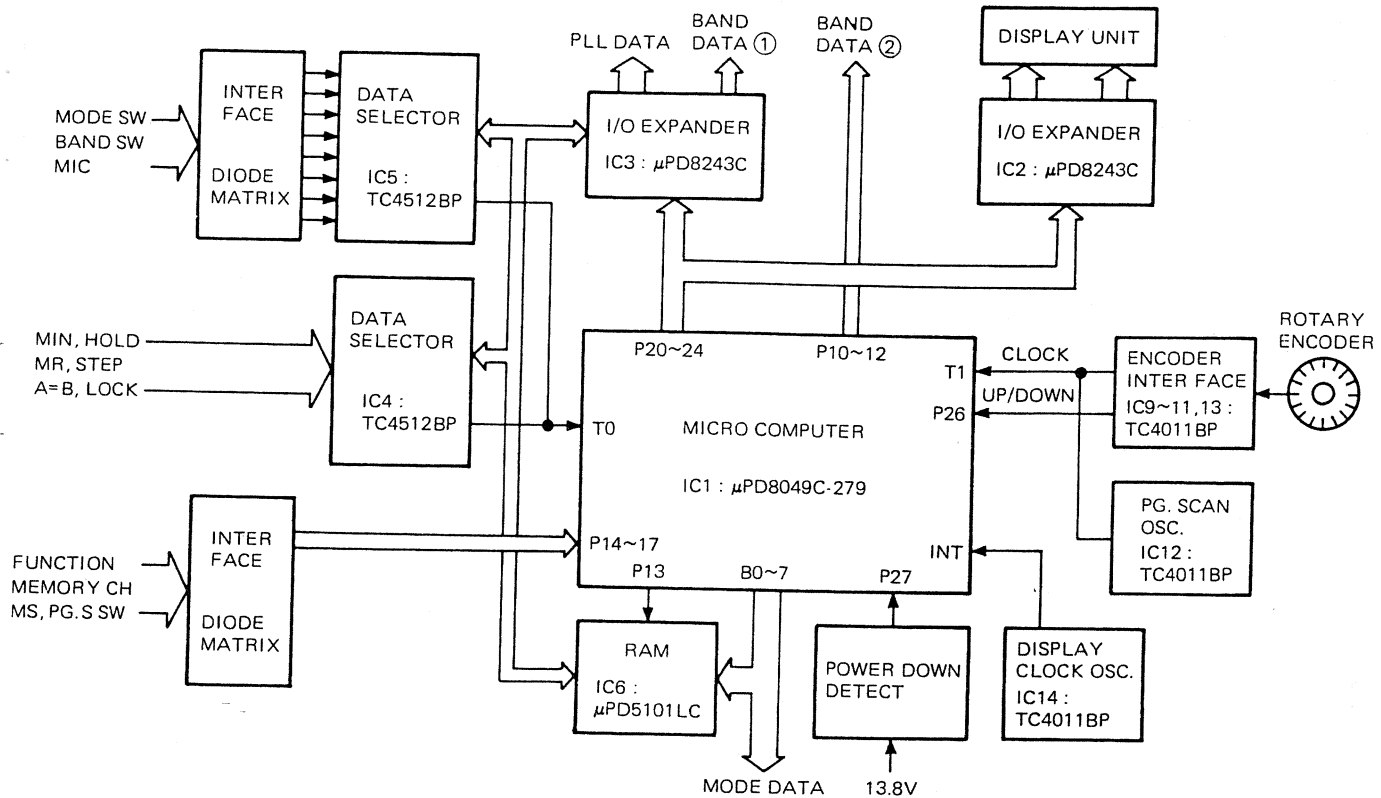 PLL DATA
BAND
DATA ①
BAND
DATA ②
DISPLAY UNIT
MODE SW
BAND SW
MIC
INTER
FACE
DIODE
MATRIX
DATA
SELECTOR
IC5 :
TC4512BP
I/O EXPANDER
IC3 : μPD8243C
I/O EXPANDER
IC2 : μPD8243C
MIN, HOLD
MR, STEP
A=B, LOCK
DATA
SELECTOR
IC4 :
TC4512BP
P20~24
P10~12
T1
P26
T0
MICRO COMPUTER
IC1 : μPD8049C-279
P14~17
P13
B0~7
P27
INT
CLOCK
UP/DOWN
ENCODER
INTER FACE
IC9~11,13 :
TC4011BP
ROTARY
ENCODER
PG. SCAN
OSC.
IC12 :
TC4011BP
FUNCTION
MEMORY CH
MS, PG.S SW
INTER
FACE
DIODE
MATRIX
RAM
IC6 :
μPD5101LC
POWER DOWN
DETECT
DISPLAY
CLOCK OSC.
IC14 :
TC4011BP
MODE DATA
13.8V